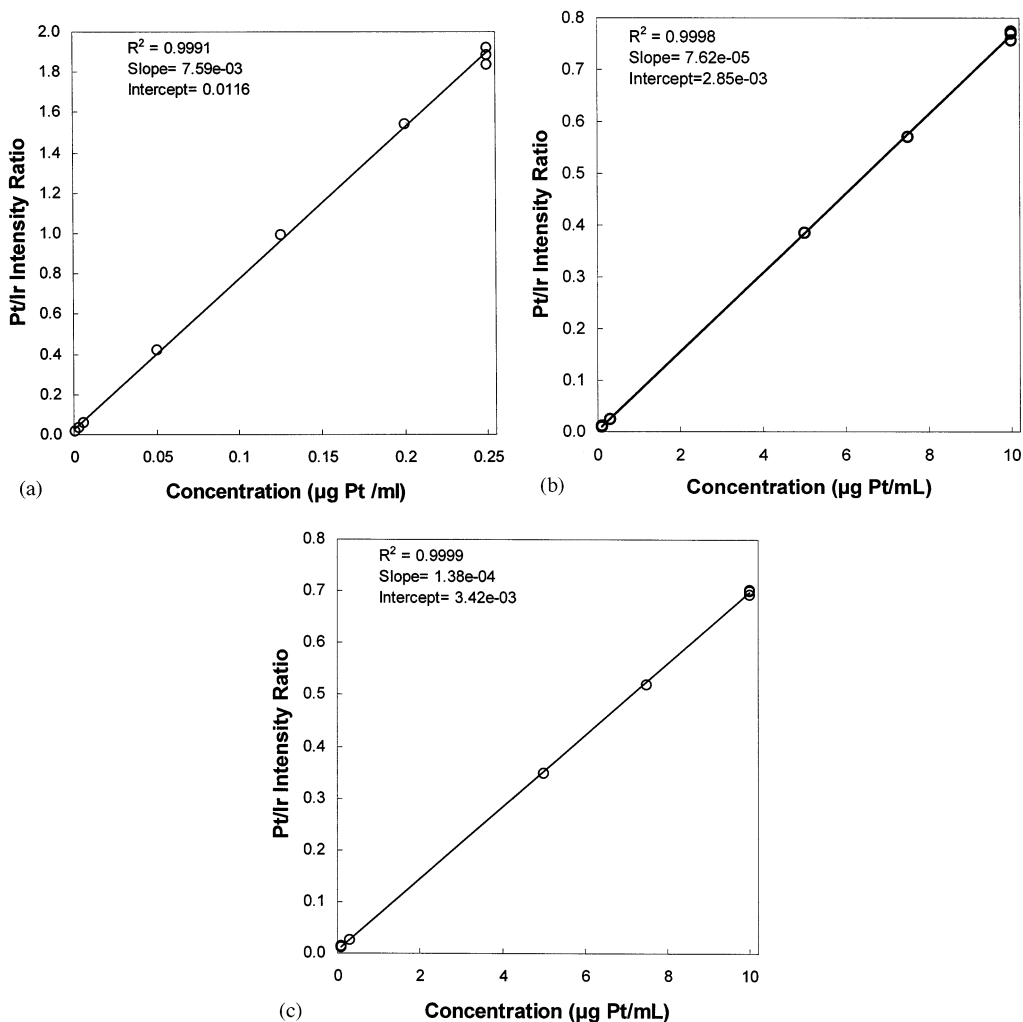 R² = 0.9991
Slope= 7.59e-03
Intercept= 0.0116
2.0
1.8
1.6
1.4
1.2
1.0
0.8
0.6
0.4
0.2
0.0
Pt/Ir Intensity Ratio
0 0.05 0.1 0.15 0.2 0.25
(a) Concentration (µg Pt /ml)
R² = 0.9998
Slope= 7.62e-05
Intercept=2.85e-03
0.8
0.7
0.6
0.5
0.4
0.3
0.2
0.1
0.0
Pt/Ir Intensity Ratio
0 2 4 6 8 10
(b) Concentration (µg Pt/mL)
R² = 0.9999
Slope= 1.38e-04
Intercept= 3.42e-03
0.8
0.7
0.6
0.5
0.4
0.3
0.2
0.1
0.0
Pt/Ir Intensity Ratio
0 2 4 6 8 10
(c) Concentration (µg Pt/mL)